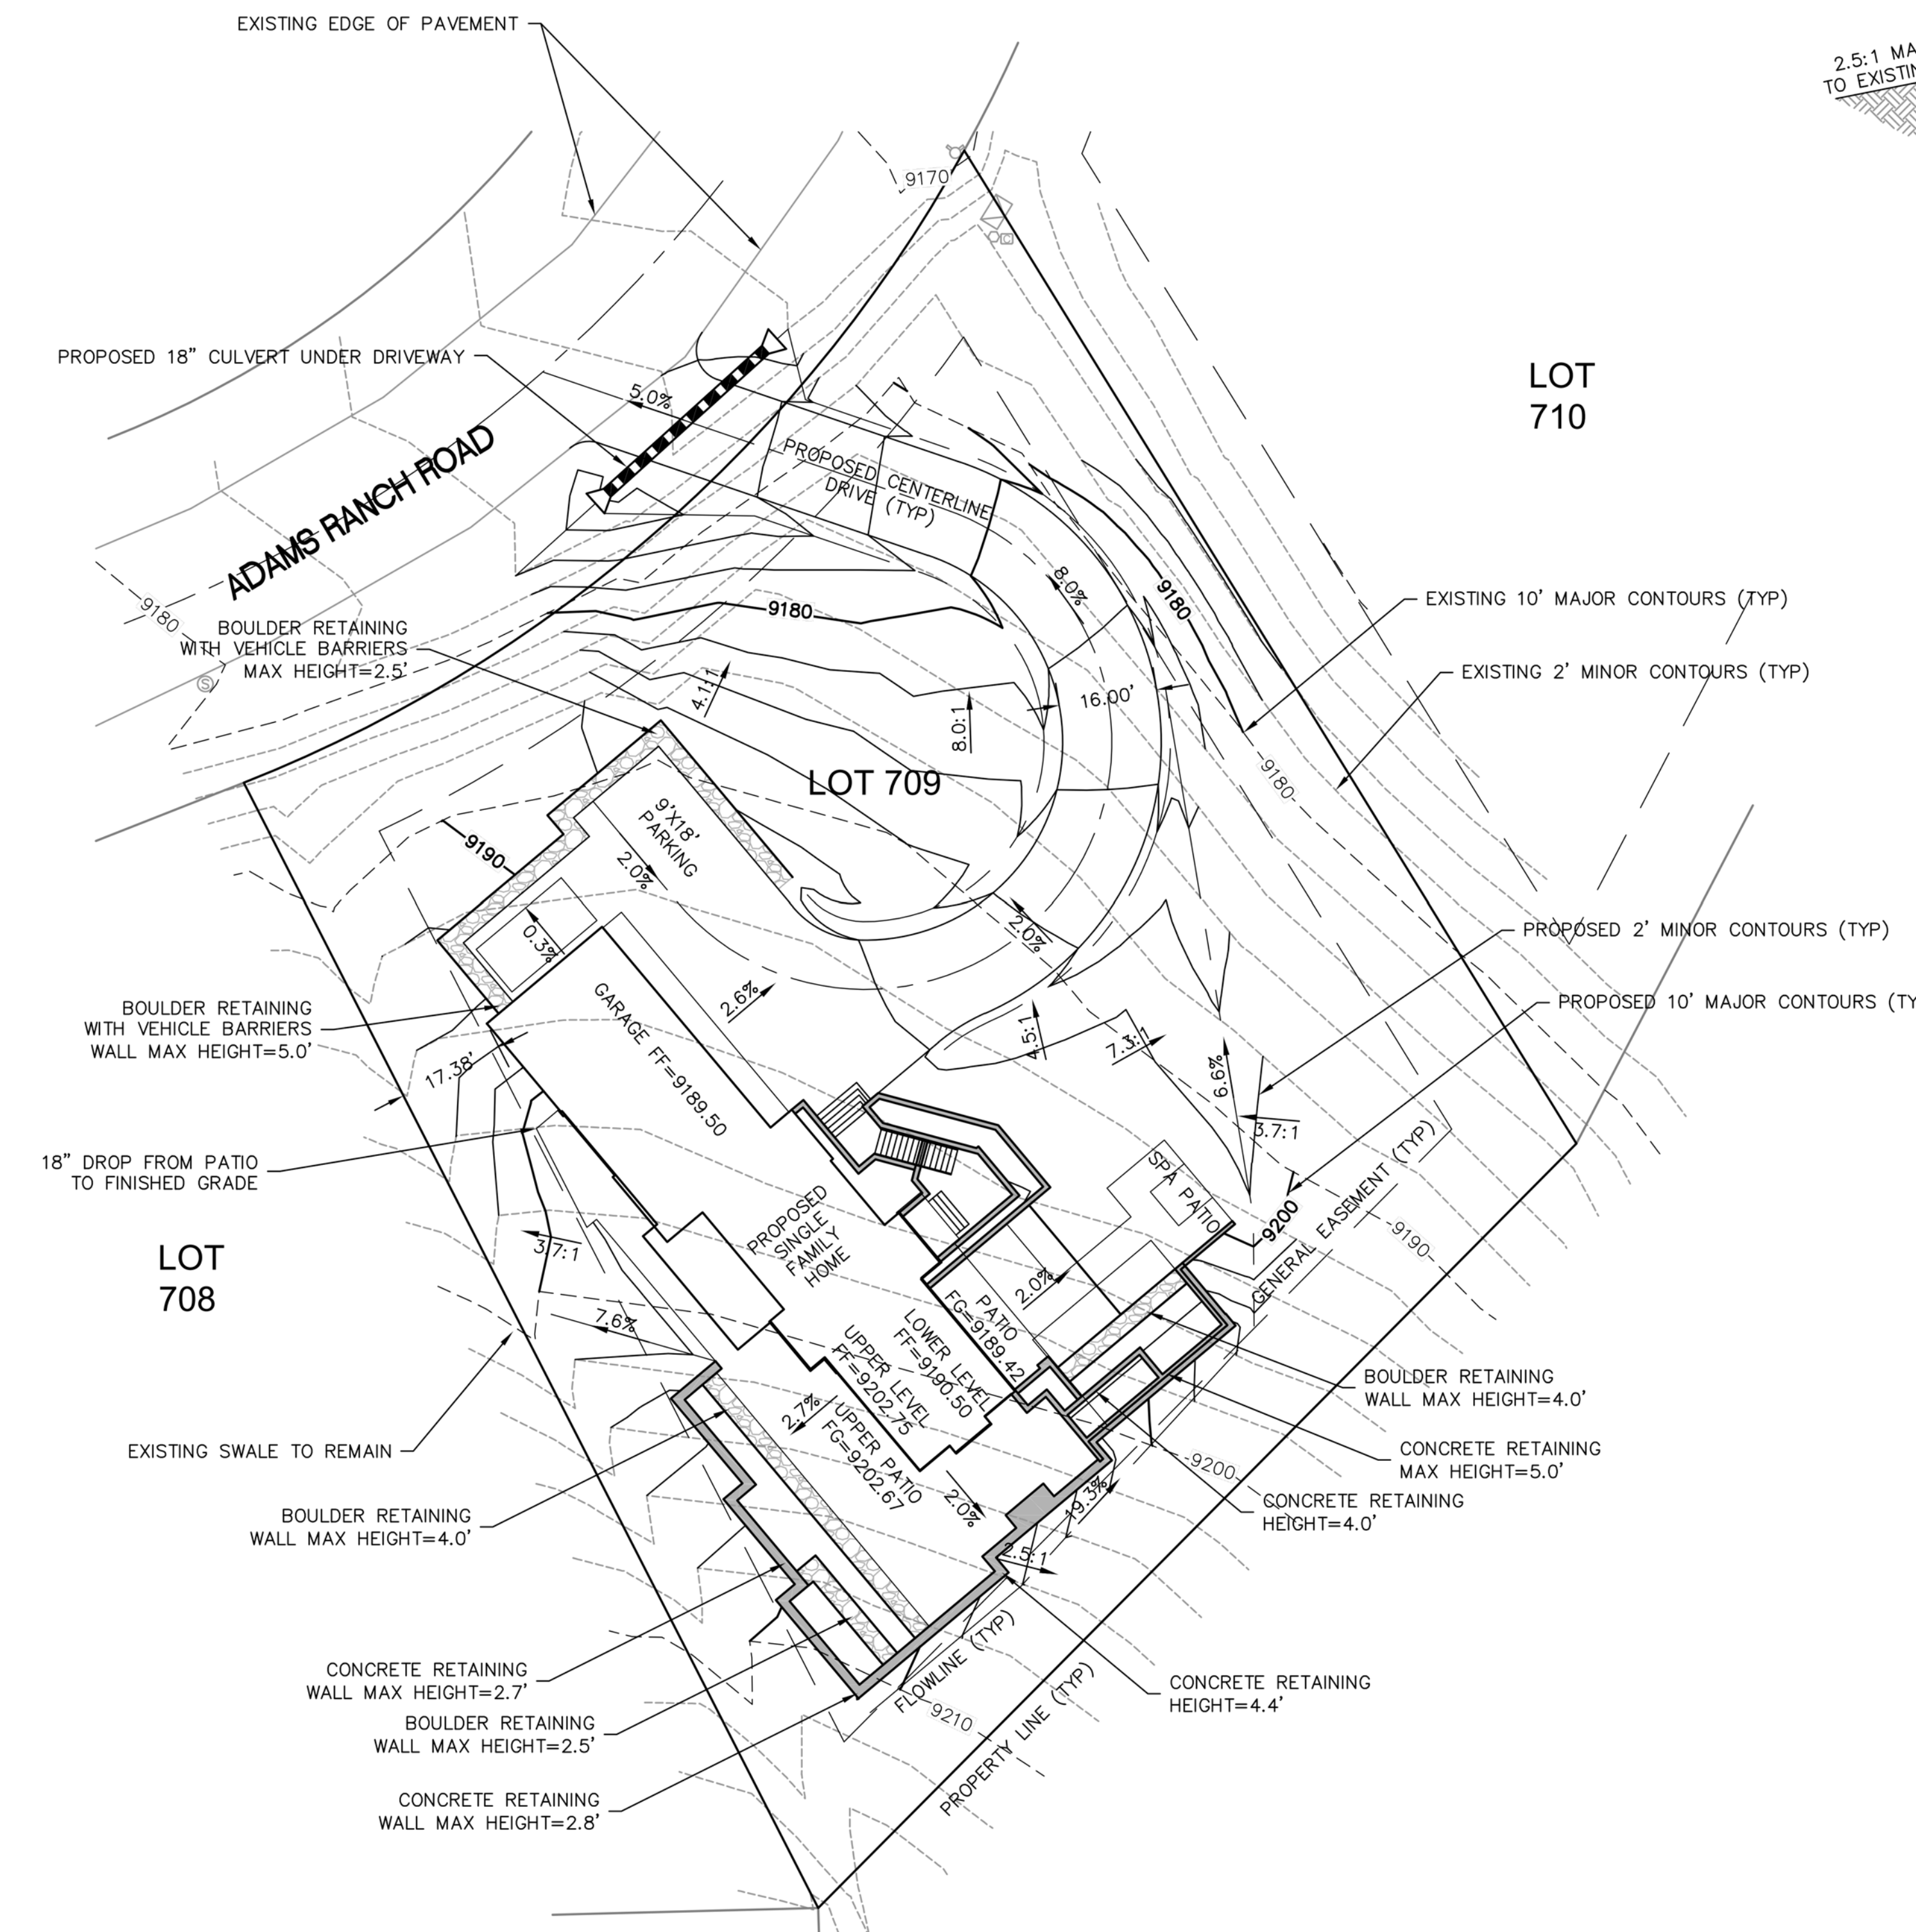 EXISTING EDGE OF PAVEMENT
2.5:1
9170
PROPOSED 18" CULVERT UNDER DRIVEWAY
5.0%
LOT
710
ADAMS RANCH ROAD
PROPOSED CENTERLINE
DRIVE (TYP)
8.0%
9180
9180
9180
BOULDER RETAINING
WITH VEHICLE BARRIERS
MAX HEIGHT=2.5'
EXISTING 10' MAJOR CONTOURS (TYP)
EXISTING 2' MINOR CONTOURS (TYP)
4.1:1
8.0:1
16.00'
LOT 709
9180
9'X18'
PARKING
2.0%
9190
0.3%
2.0%
PROPOSED 2' MINOR CONTOURS (TYP)
PROPOSED 10' MAJOR CONTOURS
BOULDER RETAINING
WITH VEHICLE BARRIERS
WALL MAX HEIGHT=5.0'
17.38'
GARAGE FF=9189.50
2.6%
4.5:1
7.3:1
6.6%
3.7:1
18" DROP FROM PATIO
TO FINISHED GRADE
SPA PATIO
GENERAL EASEMENT (TYP)
9200
9190
LOT
708
3.7:1
PROPOSED
SINGLE
FAMILY
HOME
2.0%
PATIO
FG=9189.42
LOWER LEVEL
FF=9190.50
UPPER LEVEL
FF=9202.75
7.6%
2.7%
UPPER PATIO
FG=9202.67
2.0%
BOULDER RETAINING
WALL MAX HEIGHT=4.0'
CONCRETE RETAINING
MAX HEIGHT=5.0'
9200
CONCRETE RETAINING
HEIGHT=4.0'
19.3%
2.5:1
EXISTING SWALE TO REMAIN
BOULDER RETAINING
WALL MAX HEIGHT=4.0'
CONCRETE RETAINING
WALL MAX HEIGHT=2.7'
BOULDER RETAINING
WALL MAX HEIGHT=2.5'
CONCRETE RETAINING
WALL MAX HEIGHT=2.8'
FLOWLINE (TYP)
9210
PROPERTY LINE (TYP)
CONCRETE RETAINING
HEIGHT=4.4'